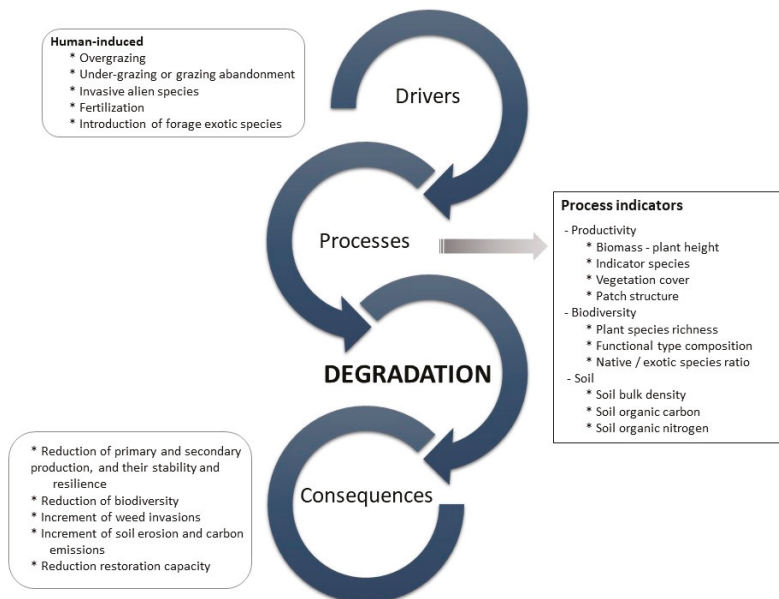 Human-induced
* Overgrazing
* Under-grazing or grazing abandonment
* Invasive alien species
* Fertilization
* Introduction of forage exotic species
Drivers
Processes
Process indicators
- Productivity
* Biomass - plant height
* Indicator species
* Vegetation cover
* Patch structure
- Biodiversity
* Plant species richness
* Functional type composition
* Native / exotic species ratio
- Soil
* Soil bulk density
* Soil organic carbon
* Soil organic nitrogen
DEGRADATION
Consequences
* Reduction of primary and secondary
production, and their stability and
resilience
* Reduction of biodiversity
* Increment of weed invasions
* Increment of soil erosion and carbon
emissions
* Reduction restoration capacity